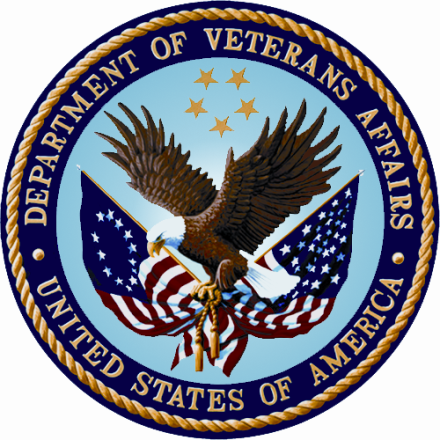 DEPARTMENT OF VETERANS AFFAIRS
UNITED STATES OF AMERICA